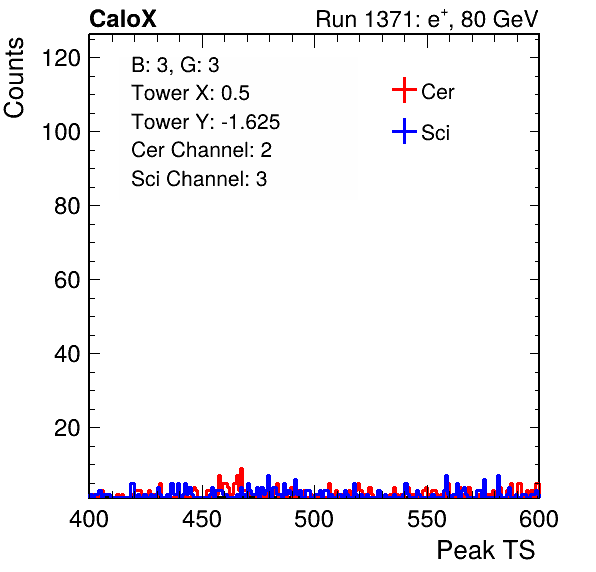 CaloX Run 1371: e⁺, 80 GeV
Counts
120
100
80
60
40
20
B: 3, G: 3
Tower X: 0.5
Tower Y: -1.625
Cer Channel: 2
Sci Channel: 3
Cer
Sci
400 450 500 550 600
Peak TS